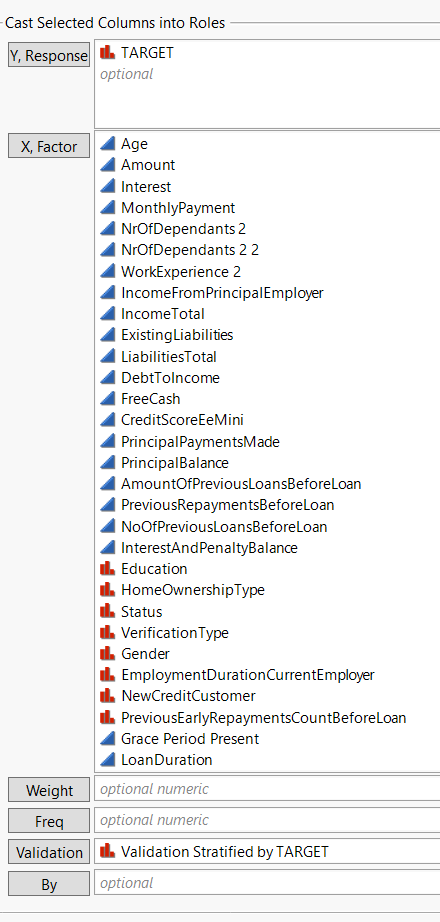 Cast Selected Columns into Roles
Y, Response
TARGET
optional
X, Factor
Age
Amount
Interest
MonthlyPayment
NrOfDependants 2
NrOfDependants 2 2
WorkExperience 2
IncomeFromPrincipalEmployer
IncomeTotal
ExistingLiabilities
LiabilitiesTotal
DebtToIncome
FreeCash
CreditScoreEeMini
PrincipalPaymentsMade
PrincipalBalance
AmountOfPreviousLoansBeforeLoan
PreviousRepaymentsBeforeLoan
NoOfPreviousLoansBeforeLoan
InterestAndPenaltyBalance
Education
HomeOwnershipType
Status
VerificationType
Gender
EmploymentDurationCurrentEmployer
NewCreditCustomer
PreviousEarlyRepaymentsCountBeforeLoan
Grace Period Present
LoanDuration
Weight
optional numeric
Freq
optional numeric
Validation
Validation Stratified by TARGET
By
optional